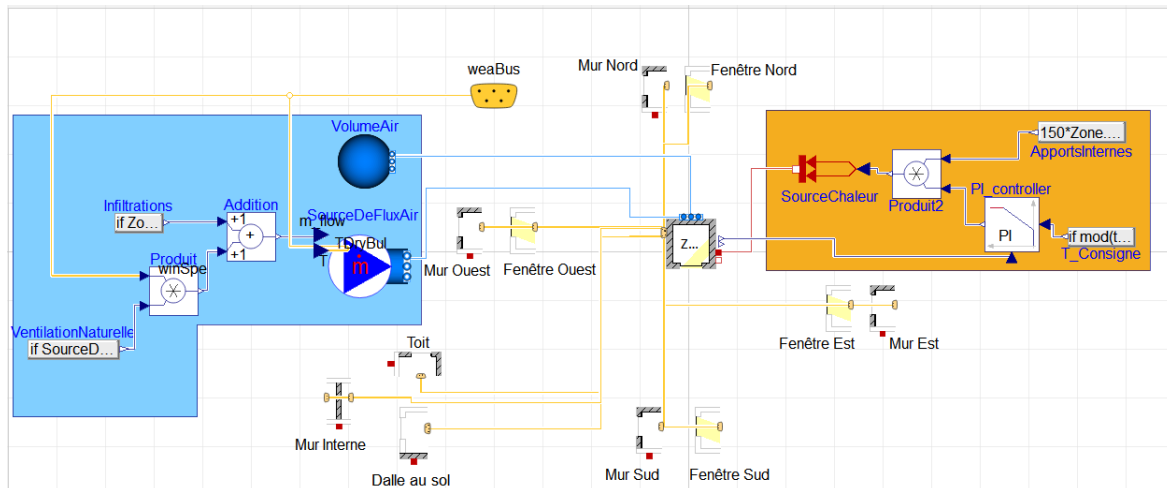 weaBus
Mur Nord
Fenêtre Nord
VolumeAir
150*Zone....
ApportsInternes
Infiltrations
Addition
SourceDeFluxAir
SourceChaleur
Produit2
PI_controller
if Zo...
+1
+
+1
m_flow
TDryBul
T
ṁ
Z...
PI
if mod(t...
T_Consigne
Produit
winSpe
Mur Ouest
Fenêtre Ouest
VentilationNaturelle
if SourceD...
Toit
Fenêtre Est
Mur Est
Mur Interne
Dalle au sol
Mur Sud
Fenêtre Sud